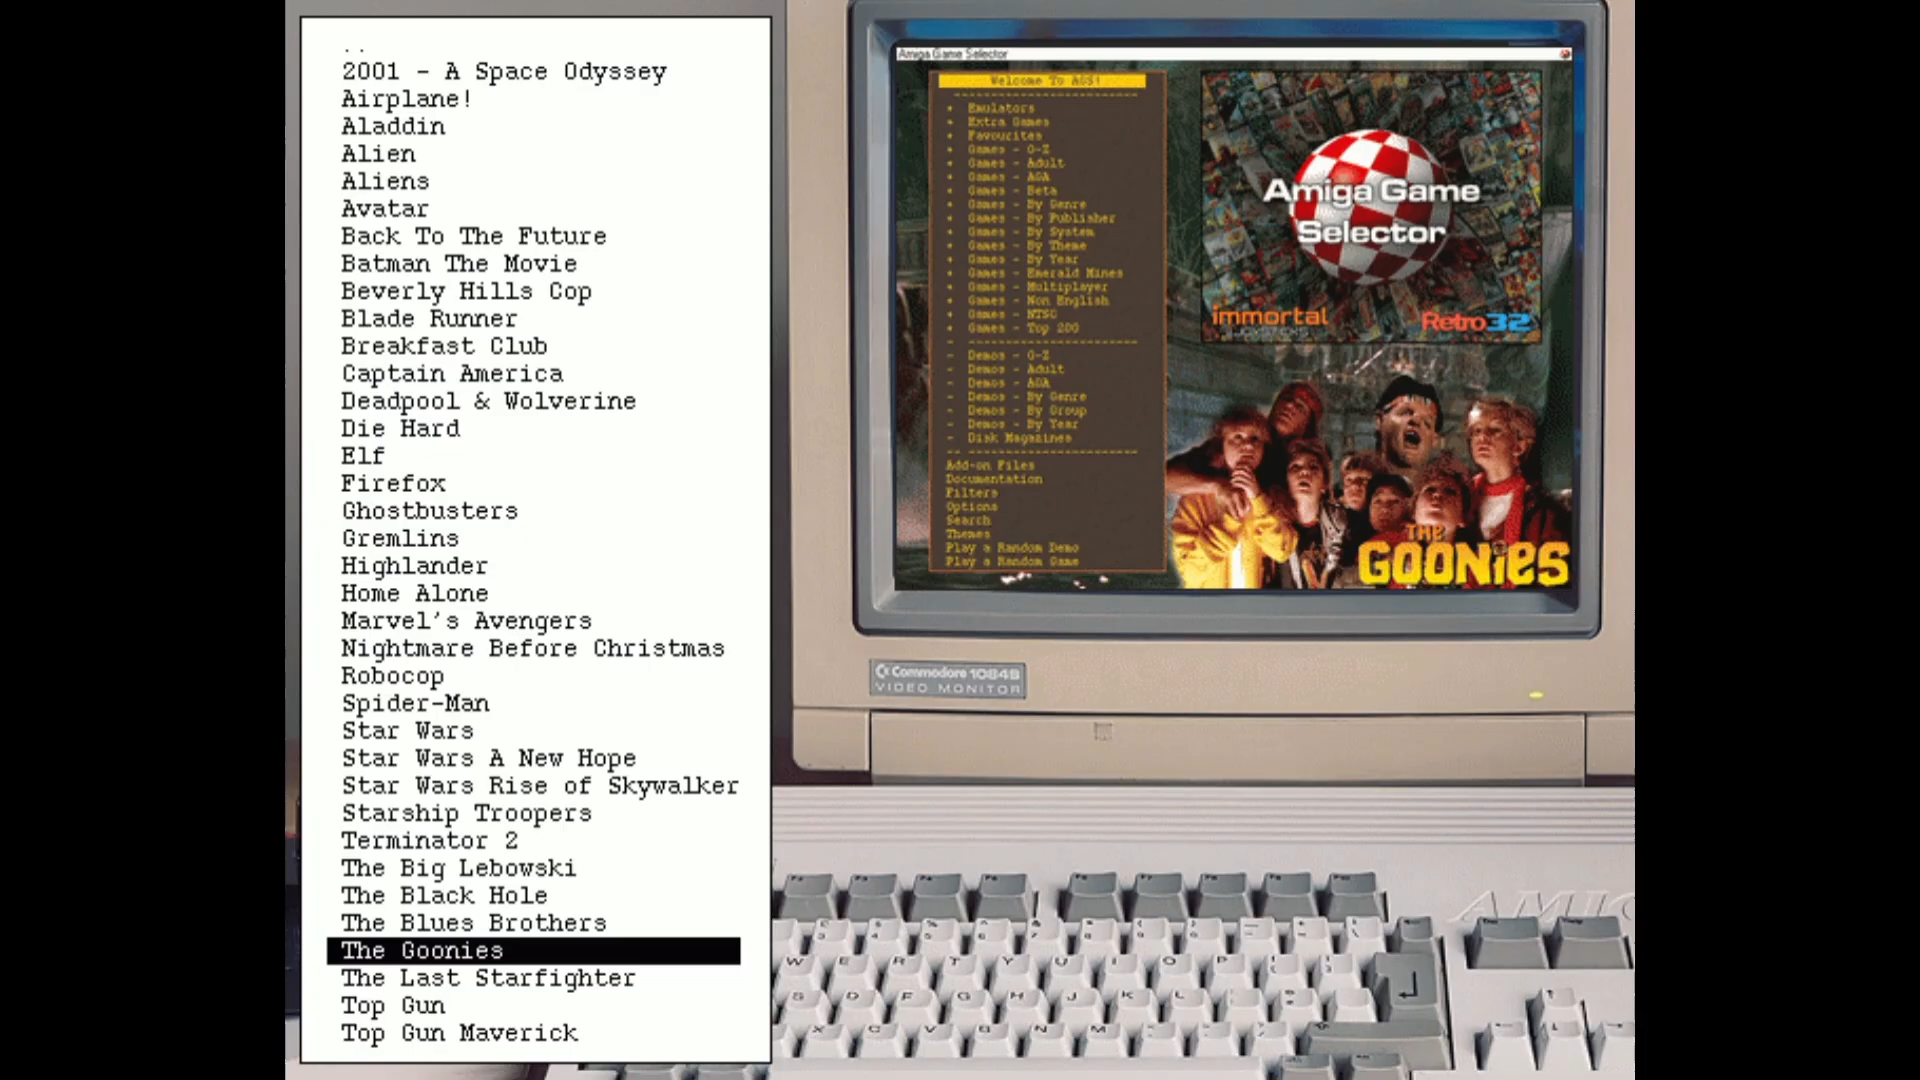 ..
2001 - A Space Odyssey
Airplane!
Aladdin
Alien
Aliens
Avatar
Back To The Future
Batman The Movie
Beverly Hills Cop
Blade Runner
Breakfast Club
Captain America
Deadpool & Wolverine
Die Hard
Elf
Firefox
Ghostbusters
Gremlins
Highlander
Home Alone
Marvel's Avengers
Nightmare Before Christmas
Robocop
Spider-Man
Star Wars
Star Wars A New Hope
Star Wars Rise of Skywalker
Starship Troopers
Terminator 2
The Big Lebowski
The Black Hole
The Blues Brothers
The Goonies
The Last Starfighter
Top Gun
Top Gun Maverick
Amiga Game Selector
Welcome To AGS!
Emulators
Extra Games
Favourites
Games - 0-Z
Games - Adult
Games - AGA
Games - Beta
Games - By Genre
Games - By Publisher
Games - By System
Games - By Theme
Games - By Year
Games - Emerald Mines
Games - Multiplayer
Games - Non English
Games - NTSC
Games - Top 200
Demos - 0-Z
Demos - Adult
Demos - AGA
Demos - By Genre
Demos - By Group
Demos - By Year
Disk Magazines
Add-on Files
Documentation
Filters
Options
Search
Themes
Play a Random Demo
Play a Random Game
Amiga Game
Selector
immortal
JOYSTICKS
Retro32
THE
GOONiES
Commodore 1084S
VIDEO MONITOR
AMIG
W E R T Y U I O P
S D F G H J K L
X C V B N M